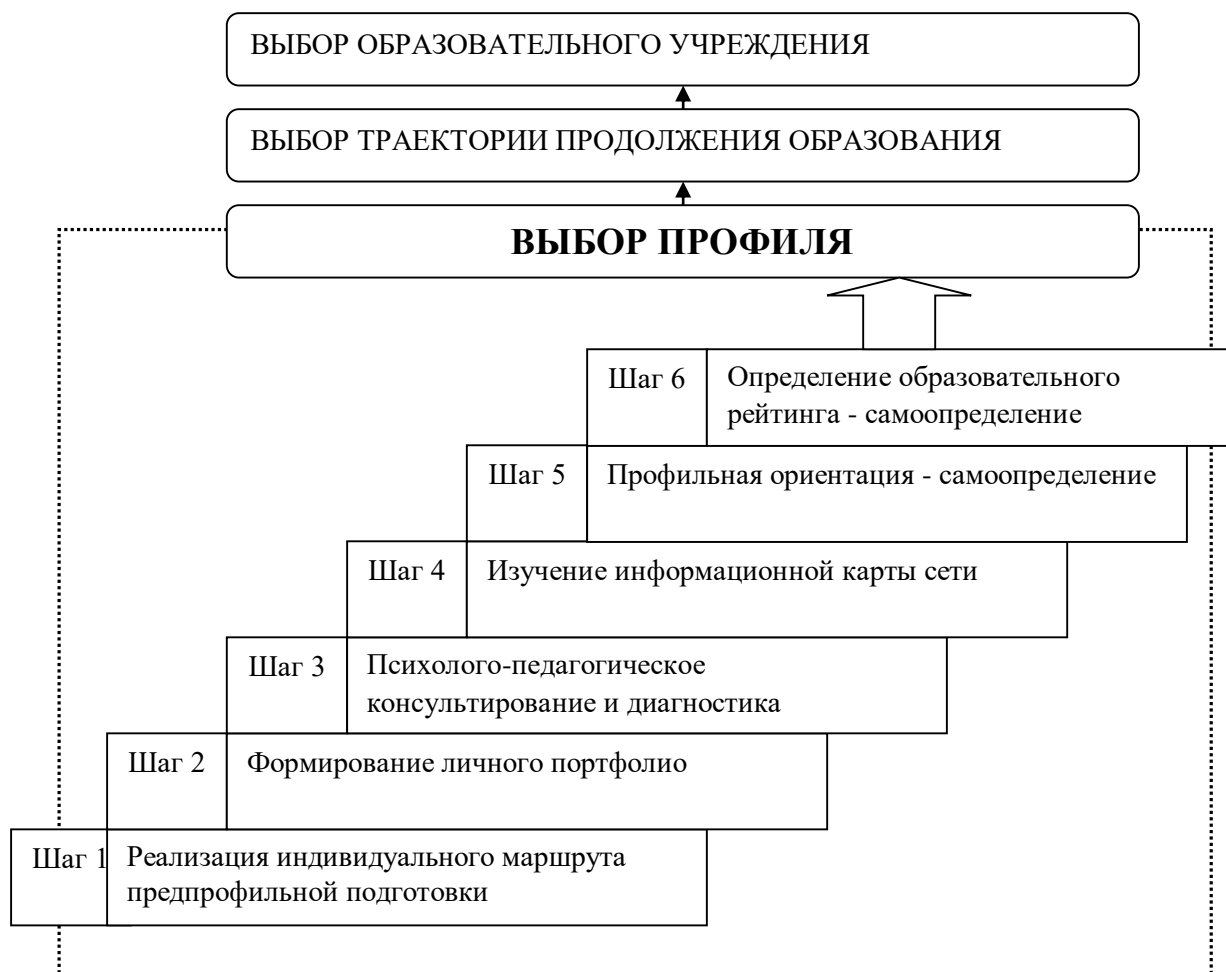 ВЫБОР ОБРАЗОВАТЕЛЬНОГО УЧРЕЖДЕНИЯ
ВЫБОР ТРАЕКТОРИИ ПРОДОЛЖЕНИЯ ОБРАЗОВАНИЯ
ВЫБОР ПРОФИЛЯ
Шаг 6
Определение образовательного
рейтинга - самоопределение
Шаг 5
Профильная ориентация - самоопределение
Шаг 4
Изучение информационной карты сети
Шаг 3
Психолого-педагогическое
консультирование и диагностика
Шаг 2
Формирование личного портфолио
Шаг 1
Реализация индивидуального маршрута
предпрофильной подготовки